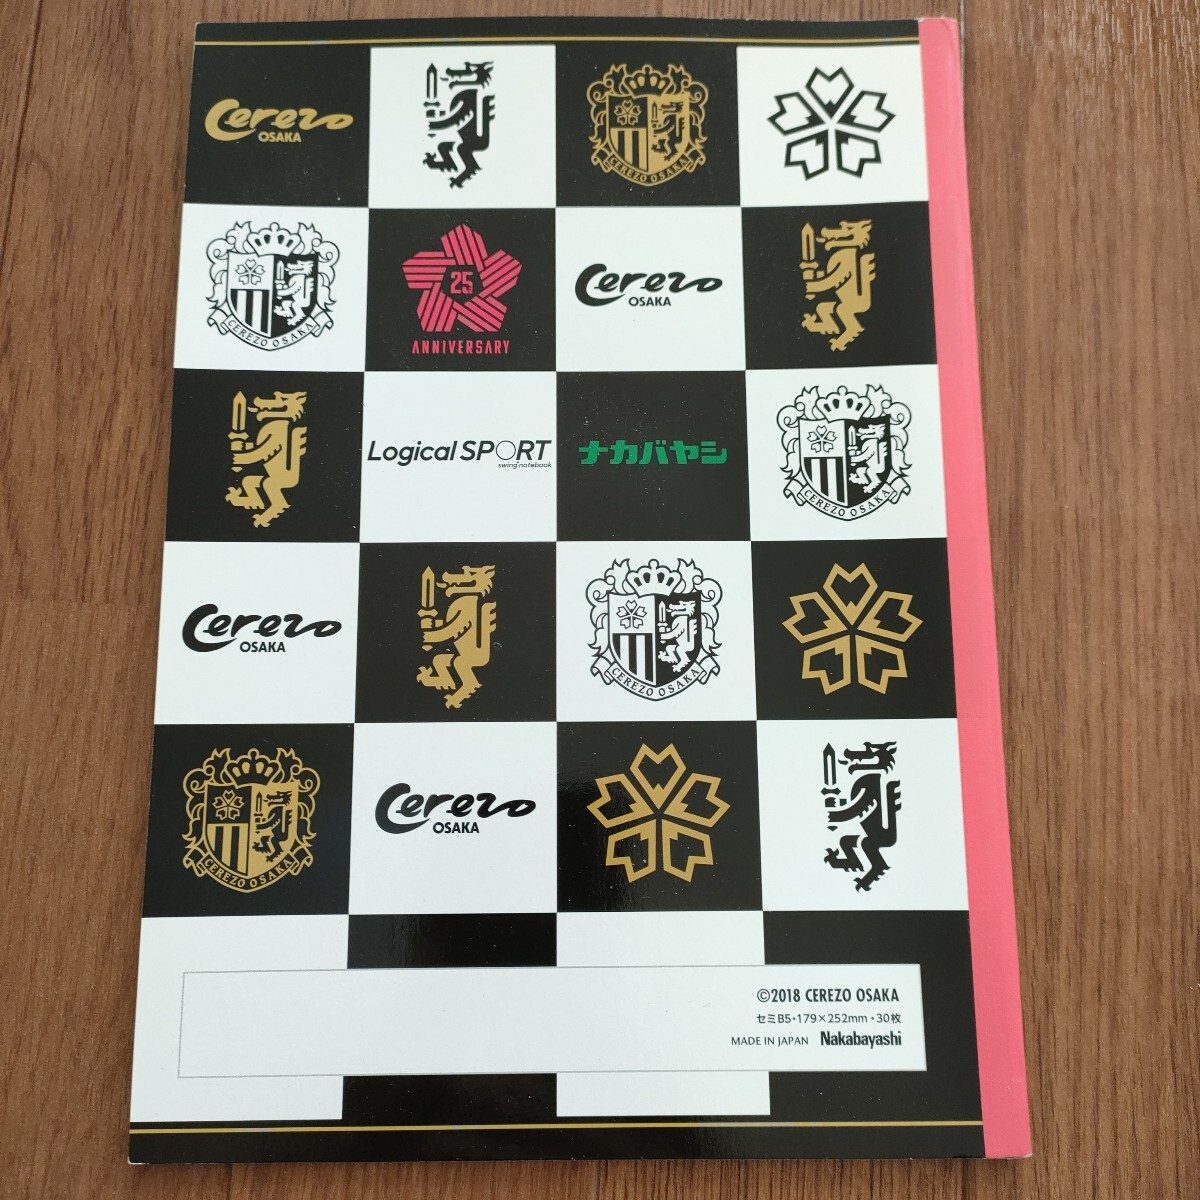 Cerezo
OSAKA
CEREZO OSAKA
CEREZO OSAKA
25
ANNIVERSARY
Cerezo
OSAKA
Logical SPORT
swing notebook
ナカバヤシ
CEREZO OSAKA
Cerezo
OSAKA
CEREZO OSAKA
CEREZO OSAKA
Cerezo
OSAKA
©2018 CEREZO OSAKA
セミB5・179×252mm・30枚
MADE IN JAPAN Nakabayashi